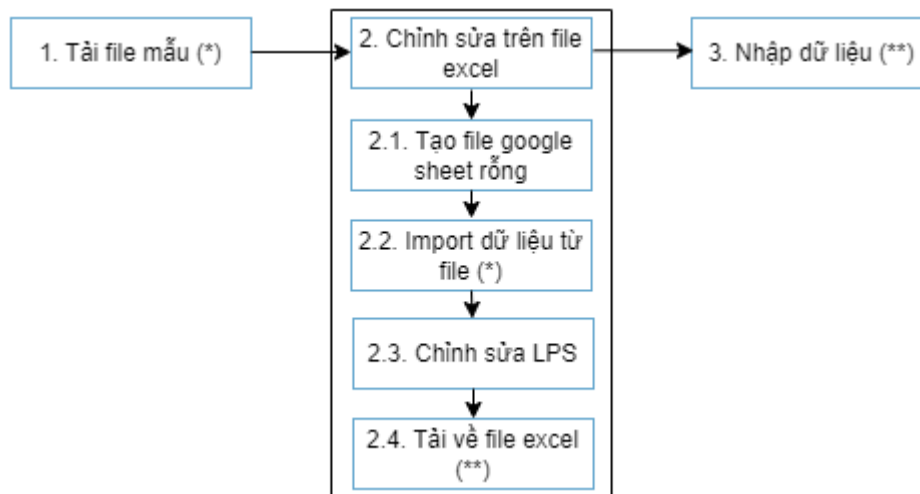 1. Tải file mẫu (*)
2. Chỉnh sửa trên file
excel
3. Nhập dữ liệu (**)
2.1. Tạo file google
sheet rỗng
2.2. Import dữ liệu từ
file (*)
2.3. Chỉnh sửa LPS
2.4. Tải về file excel
(**)